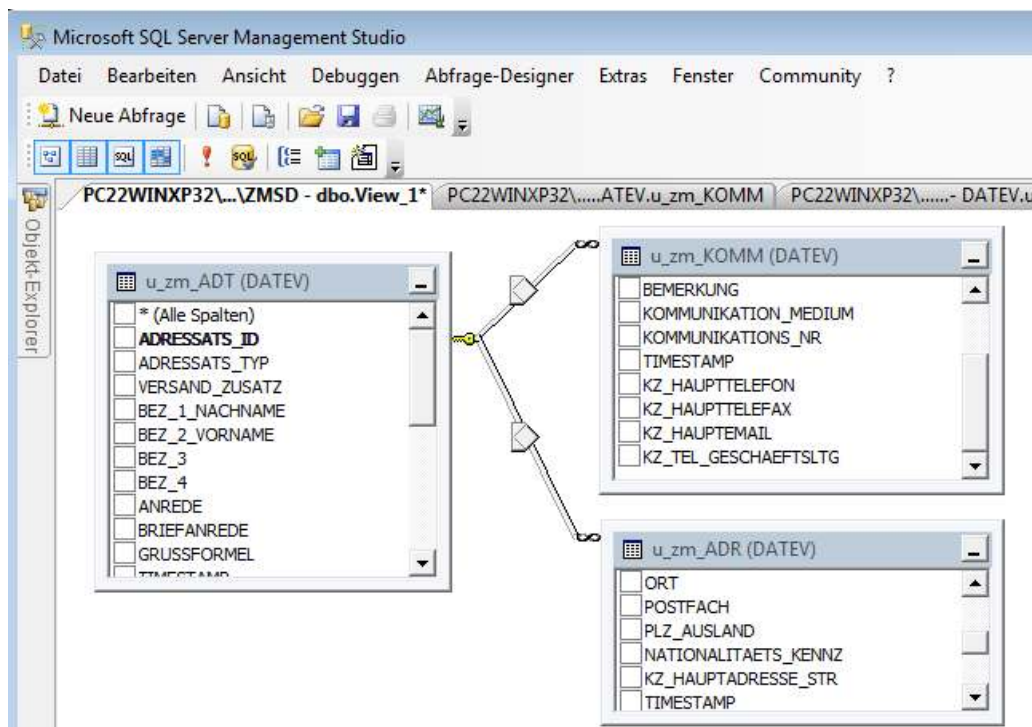 Microsoft SQL Server Management Studio
Datei Bearbeiten Ansicht Debuggen Abfrage-Designer Extras Fenster Community ?
Neue Abfrage
SQL SQL
PC22WINXP32\...\ZMSD - dbo.View_1* PC22WINXP32\.....ATEV.u_zm_KOMM PC22WINXP32\......- DATEV.u
Objekt-Explorer
u_zm_ADT (DATEV)
* (Alle Spalten)
ADRESSATS_ID
ADRESSATS_TYP
VERSAND_ZUSATZ
BEZ_1_NACHNAME
BEZ_2_VORNAME
BEZ_3
BEZ_4
ANREDE
BRIEFANREDE
GRUSSFORMEL
TIMESTAMP
u_zm_KOMM (DATEV)
BEMERKUNG
KOMMUNIKATION_MEDIUM
KOMMUNIKATIONS_NR
TIMESTAMP
KZ_HAUPTTELEFON
KZ_HAUPTTELEFAX
KZ_HAUPTEMAIL
KZ_TEL_GESCHAEFTSLTG
u_zm_ADR (DATEV)
ORT
POSTFACH
PLZ_AUSLAND
NATIONALITAETS_KENNZ
KZ_HAUPTADRESSE_STR
TIMESTAMP